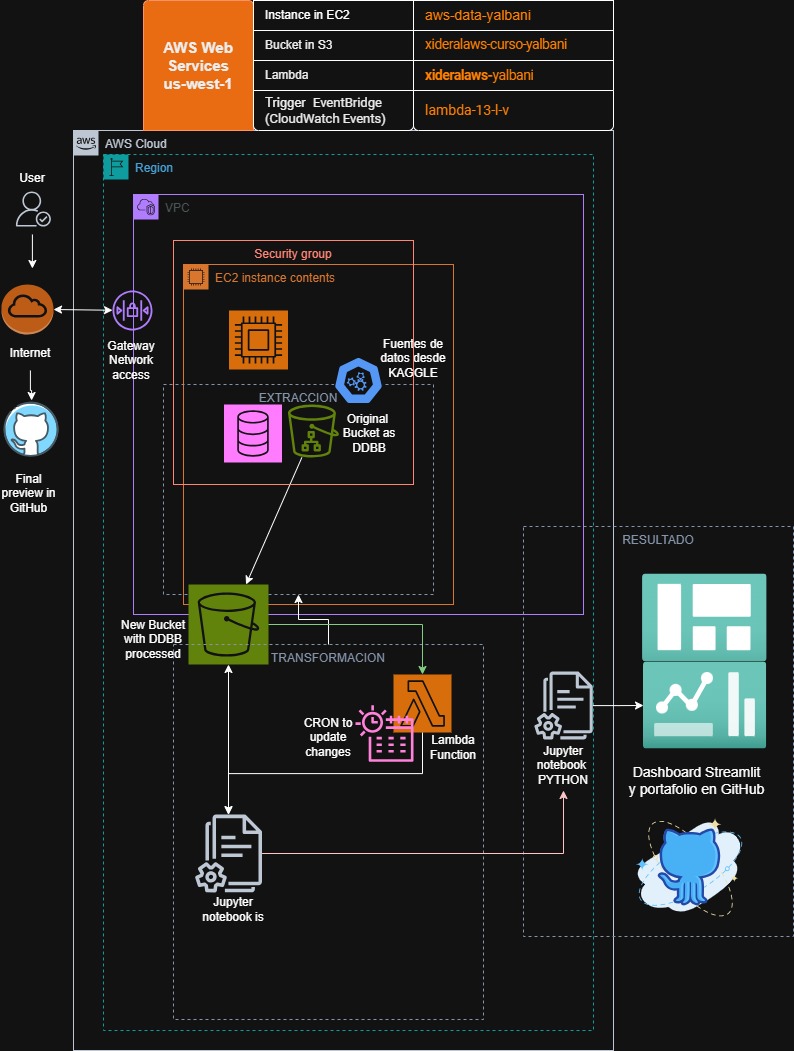 AWS Web
Services
us-west-1
Instance in EC2
aws-data-yalbani
Bucket in S3
xideralaws-curso-yalbani
Lambda
xideralaws-yalbani
Trigger EventBridge
(CloudWatch Events)
lambda-13-l-v
aws
AWS Cloud
Region
User
VPC
Security group
EC2 instance contents
Internet
Gateway
Network
access
Fuentes de
datos desde
KAGGLE
EXTRACCION
Original
Bucket as
DDBB
Final
preview in
GitHub
RESULTADO
New Bucket
with DDBB
processed
TRANSFORMACION
CRON to
update
changes
Lambda
Function
Jupyter
notebook
PYTHON
Dashboard Streamlit
y portafolio en GitHub
Jupyter
notebook is